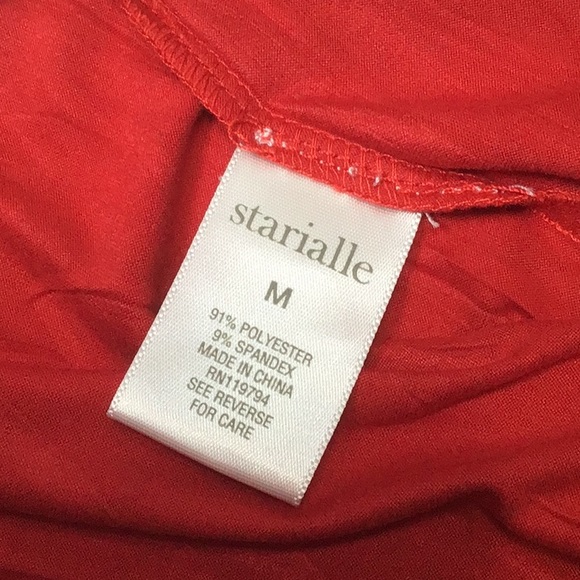 starialle
M
91% POLYESTER
9% SPANDEX
MADE IN CHINA
RN119794
SEE REVERSE
FOR CARE